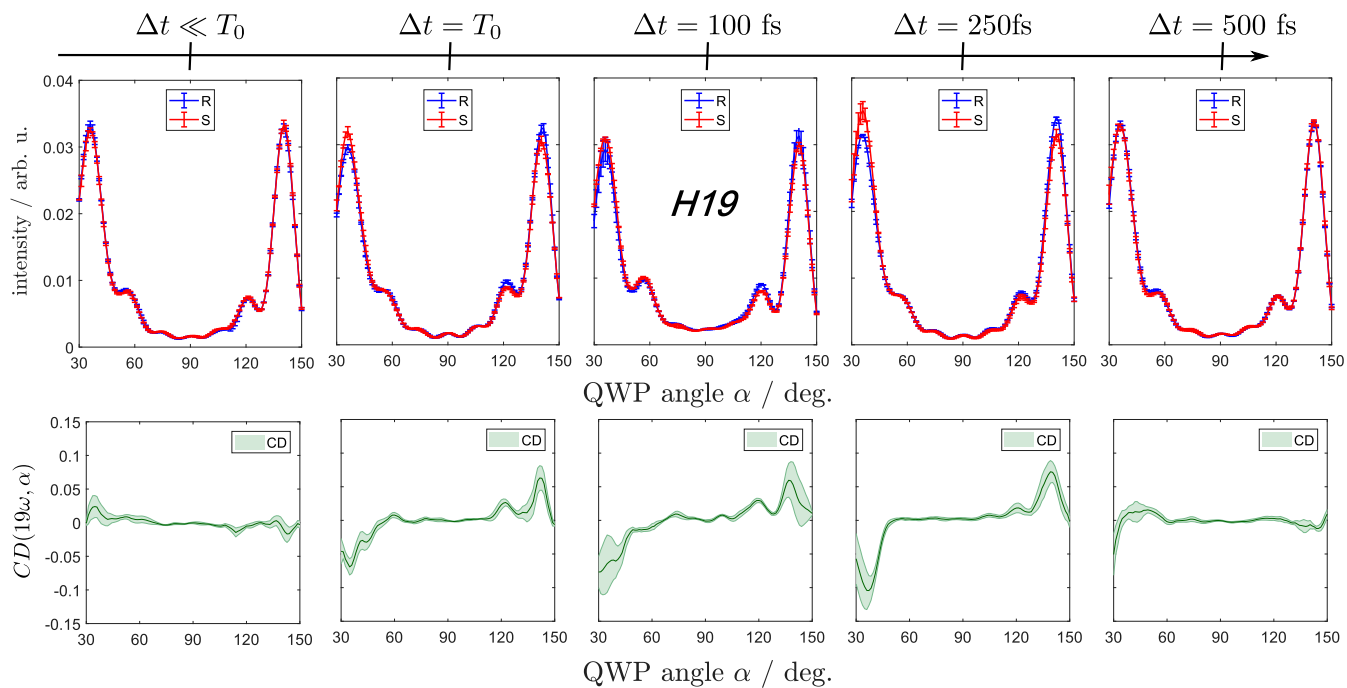 Δt ≪ T₀ Δt = T₀ Δt = 100 fs Δt = 250fs Δt = 500 fs
R R R R R
S S S S S
0.04
0.03
0.02
0.01
0
intensity / arb. u.
H19
30 60 90 120 150 30 60 90 120 150 30 60 90 120 150 30 60 90 120 150 30 60 90 120 150
QWP angle α / deg.
CD CD CD CD CD
0.15
0.1
0.05
0
-0.05
-0.1
-0.15
CD(19ω, α)
30 60 90 120 150 30 60 90 120 150 30 60 90 120 150 30 60 90 120 150 30 60 90 120 150
QWP angle α / deg.